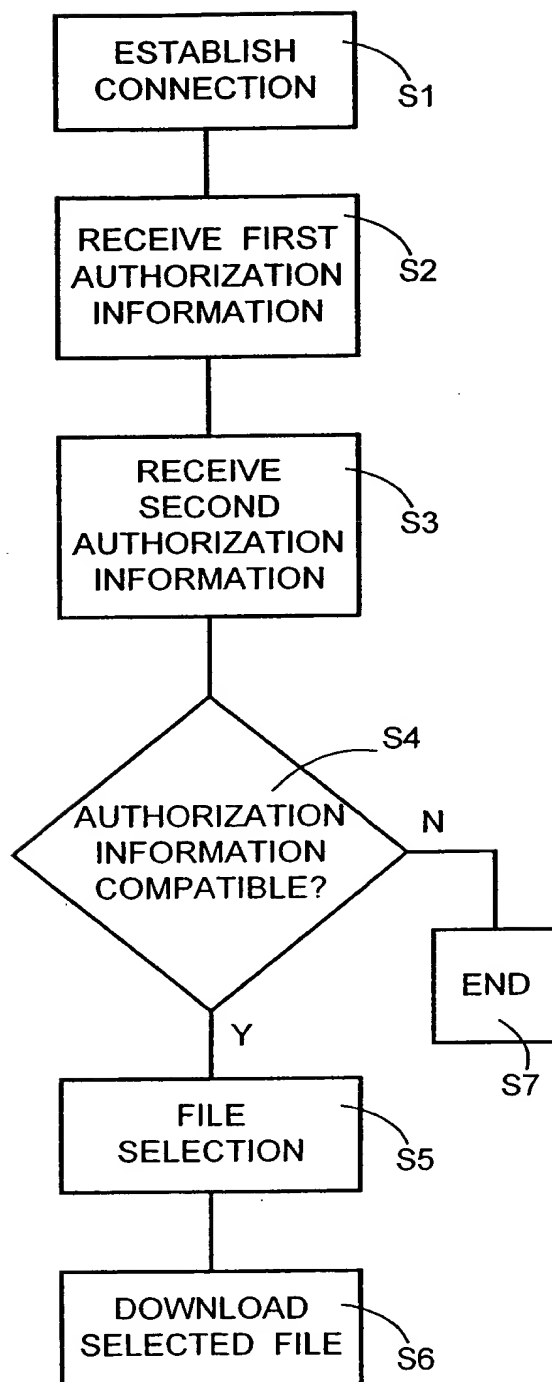 ESTABLISH
CONNECTION
S1
RECEIVE FIRST
AUTHORIZATION
INFORMATION
S2
RECEIVE
SECOND
AUTHORIZATION
INFORMATION
S3
S4
AUTHORIZATION
INFORMATION
COMPATIBLE?
N
END
S7
Y
FILE
SELECTION
S5
DOWNLOAD
SELECTED FILE
S6